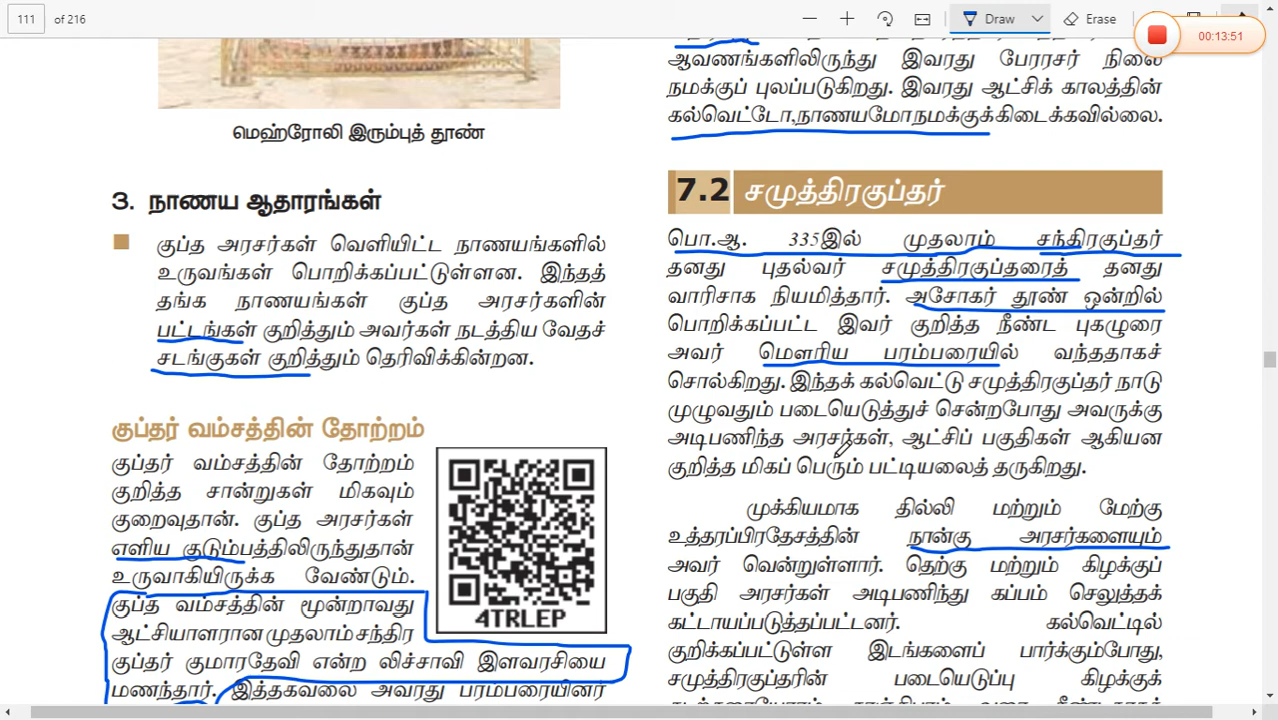 111 of 216
Draw
Erase
00:13:51
மெஹ்ரோலி இரும்புத் தூண்
3. நாணய ஆதாரங்கள்
குப்த அரசர்கள் வெளியிட்ட நாணயங்களில்
உருவங்கள் பொறிக்கப்பட்டுள்ளன. இந்தத்
தங்க நாணயங்கள் குப்த அரசர்களின்
பட்டங்கள் குறித்தும் அவர்கள் நடத்திய வேதச்
சடங்குகள் குறித்தும் தெரிவிக்கின்றன.
குப்தர் வம்சத்தின் தோற்றம்
குப்தர் வம்சத்தின் தோற்றம்
குறித்த சான்றுகள் மிகவும்
குறைவுதான். குப்த அரசர்கள்
எளிய குடும்பத்திலிருந்துதான்
உருவாகியிருக்க வேண்டும்.
குப்த வம்சத்தின் மூன்றாவது
ஆட்சியாளரான முதலாம் சந்திர
குப்தர் குமாரதேவி என்ற லிச்சாவி இளவரசியை
மணந்தார். இத்தகவலை அவரது பரம்பரையினர்
4TRLEP
ஆவணங்களிலிருந்து இவரது பேரரசர் நிலை
நமக்குப் புலப்படுகிறது. இவரது ஆட்சிக் காலத்தின்
கல்வெட்டோ,நாணயமோ நமக்குக்கிடைக்கவில்லை.
7.2 சமுத்திரகுப்தர்
பொ.ஆ. 335இல் முதலாம் சந்திரகுப்தர்
தனது புதல்வர் சமுத்திரகுப்தரைத் தனது
வாரிசாக நியமித்தார். அசோகர் தூண் ஒன்றில்
பொறிக்கப்பட்ட இவர் குறித்த நீண்ட புகழுரை
அவர் மௌரிய பரம்பரையில் வந்ததாகச்
சொல்கிறது. இந்தக் கல்வெட்டு சமுத்திரகுப்தர் நாடு
முழுவதும் படையெடுத்துச் சென்றபோது அவருக்கு
அடிபணிந்த அரசர்கள், ஆட்சிப் பகுதிகள் ஆகியன
குறித்த மிகப் பெரும் பட்டியலைத் தருகிறது.
முக்கியமாக தில்லி மற்றும் மேற்கு
உத்தரப்பிரதேசத்தின் நான்கு அரசர்களையும்
அவர் வென்றுள்ளார். தெற்கு மற்றும் கிழக்குப்
பகுதி அரசர்கள் அடிபணிந்து கப்பம் செலுத்தக்
கட்டாயப்படுத்தப்பட்டனர். கல்வெட்டில்
குறிக்கப்பட்டுள்ள இடங்களைப் பார்க்கும்போது,
சமுத்திரகுப்தரின் படையெடுப்பு கிழக்குக்